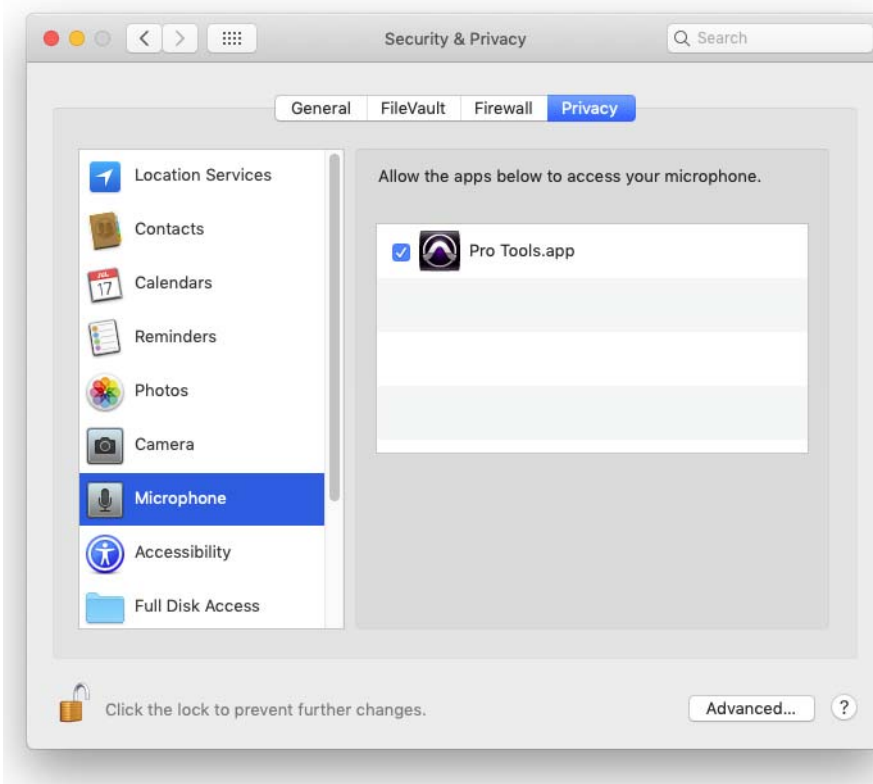 Security & Privacy
Search
General FileVault Firewall Privacy
Location Services
Contacts
JUL
17
Calendars
Reminders
Photos
Camera
Microphone
Accessibility
Full Disk Access
Allow the apps below to access your microphone.
Pro Tools.app
Click the lock to prevent further changes.
Advanced... ?